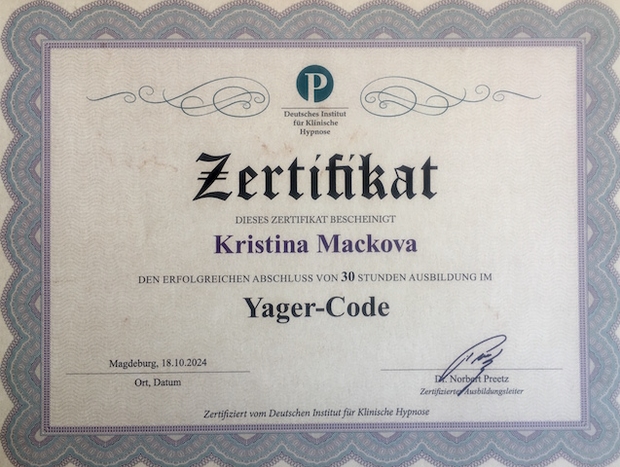 P
Deutsches Institut
für Klinische
Hypnose
Zertifikat
DIESES ZERTIFIKAT BESCHEINIGT
Kristina Mackova
DEN ERFOLGREICHEN ABSCHLUSS VON 30 STUNDEN AUSBILDUNG IM
Yager-Code
Magdeburg, 18.10.2024
Ort, Datum
Dr. Norbert Preetz
Zertifizierter Ausbildungsleiter
Zertifiziert vom Deutschen Institut für Klinische Hypnose